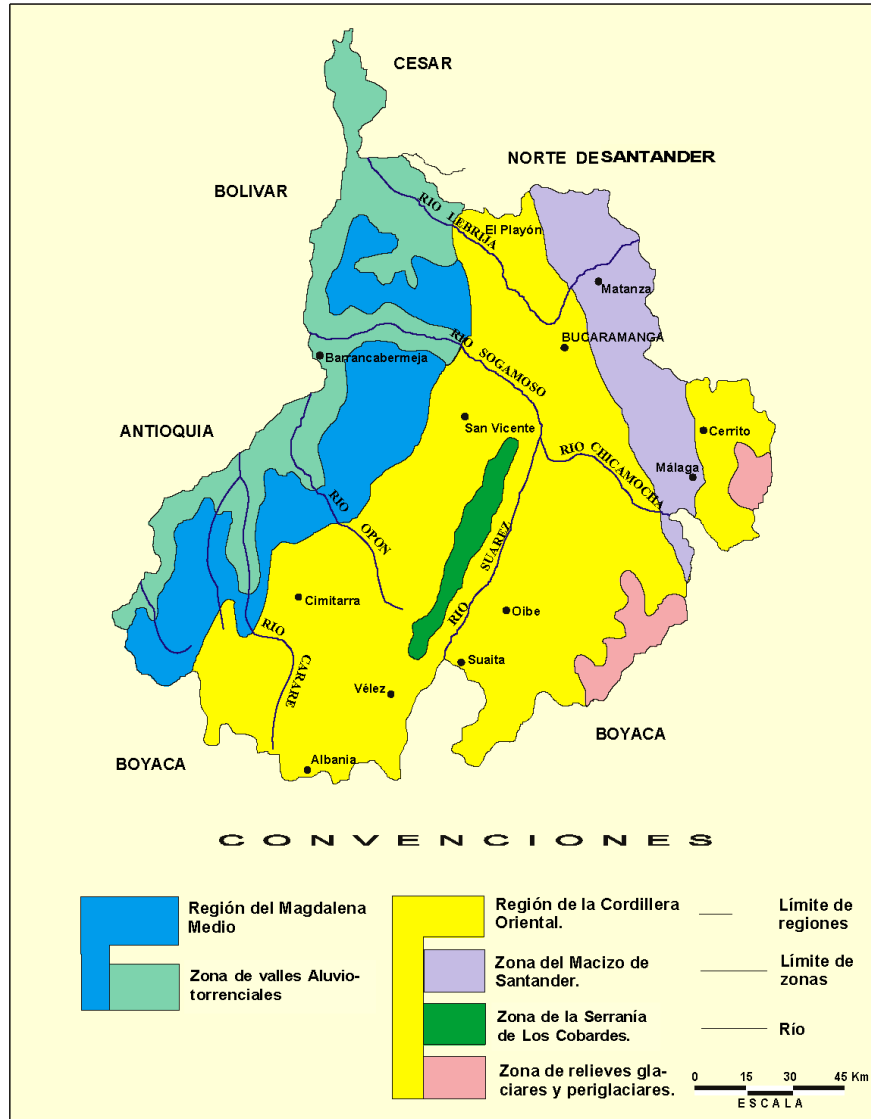 CESAR
NORTE DE SANTANDER
BOLIVAR
RIO LEBRIJA
El Playón
Matanza
BUCARAMANGA
RIO SOGAMOSO
Barrancabermeja
ANTIOQUIA
San Vicente
RIO CHICAMOCHA
Cerrito
Málaga
RIO OPON
RIO SUAREZ
Cimitarra
Oibe
RIO CARARE
Suaita
Vélez
BOYACA
BOYACA
Albania
CONVENCIONES
Región del Magdalena
Medio
Zona de valles Aluvio-
torrenciales
Región de la Cordillera
Oriental.
Zona del Macizo de
Santander.
Zona de la Serranía
de Los Cobardes.
Zona de relieves gla-
ciares y periglaciares.
Límite de
regiones
Límite de
zonas
Río
0 15 30 45 Km
ESCALA